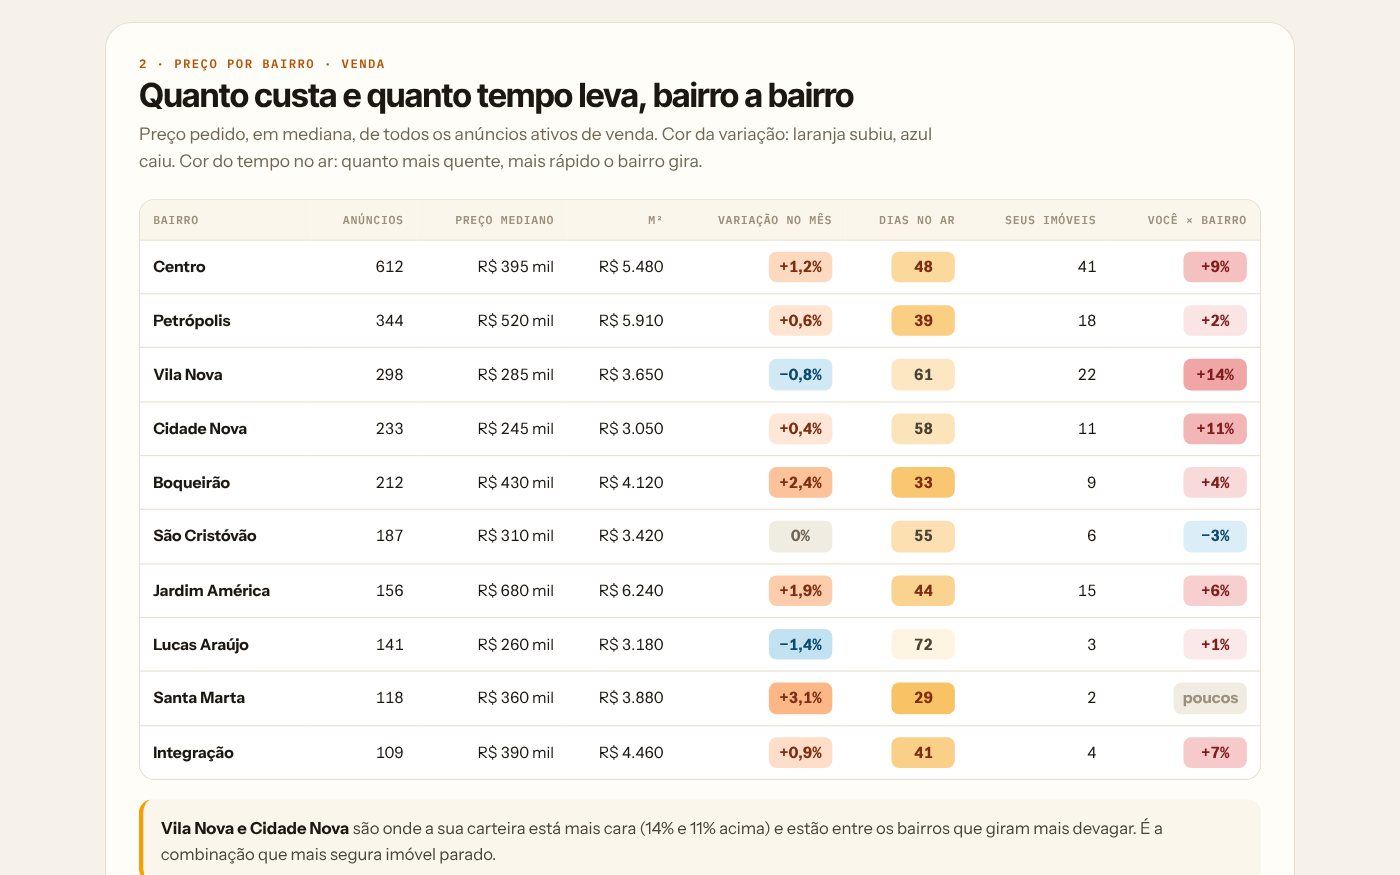 2 · PREÇO POR BAIRRO · VENDA
Quanto custa e quanto tempo leva, bairro a bairro
Preço pedido, em mediana, de todos os anúncios ativos de venda. Cor da variação: laranja subiu, azul
caiu. Cor do tempo no ar: quanto mais quente, mais rápido o bairro gira.
BAIRRO ANÚNCIOS PREÇO MEDIANO M² VARIAÇÃO NO MÊS DIAS NO AR SEUS IMÓVEIS VOCÊ × BAIRRO
Centro 612 R$ 395 mil R$ 5.480 +1,2% 48 41 +9%
Petrópolis 344 R$ 520 mil R$ 5.910 +0,6% 39 18 +2%
Vila Nova 298 R$ 285 mil R$ 3.650 −0,8% 61 22 +14%
Cidade Nova 233 R$ 245 mil R$ 3.050 +0,4% 58 11 +11%
Boqueirão 212 R$ 430 mil R$ 4.120 +2,4% 33 9 +4%
São Cristóvão 187 R$ 310 mil R$ 3.420 0% 55 6 −3%
Jardim América 156 R$ 680 mil R$ 6.240 +1,9% 44 15 +6%
Lucas Araújo 141 R$ 260 mil R$ 3.180 −1,4% 72 3 +1%
Santa Marta 118 R$ 360 mil R$ 3.880 +3,1% 29 2 poucos
Integração 109 R$ 390 mil R$ 4.460 +0,9% 41 4 +7%
Vila Nova e Cidade Nova são onde a sua carteira está mais cara (14% e 11% acima) e estão entre os bairros que giram mais devagar. É a
combinação que mais segura imóvel parado.